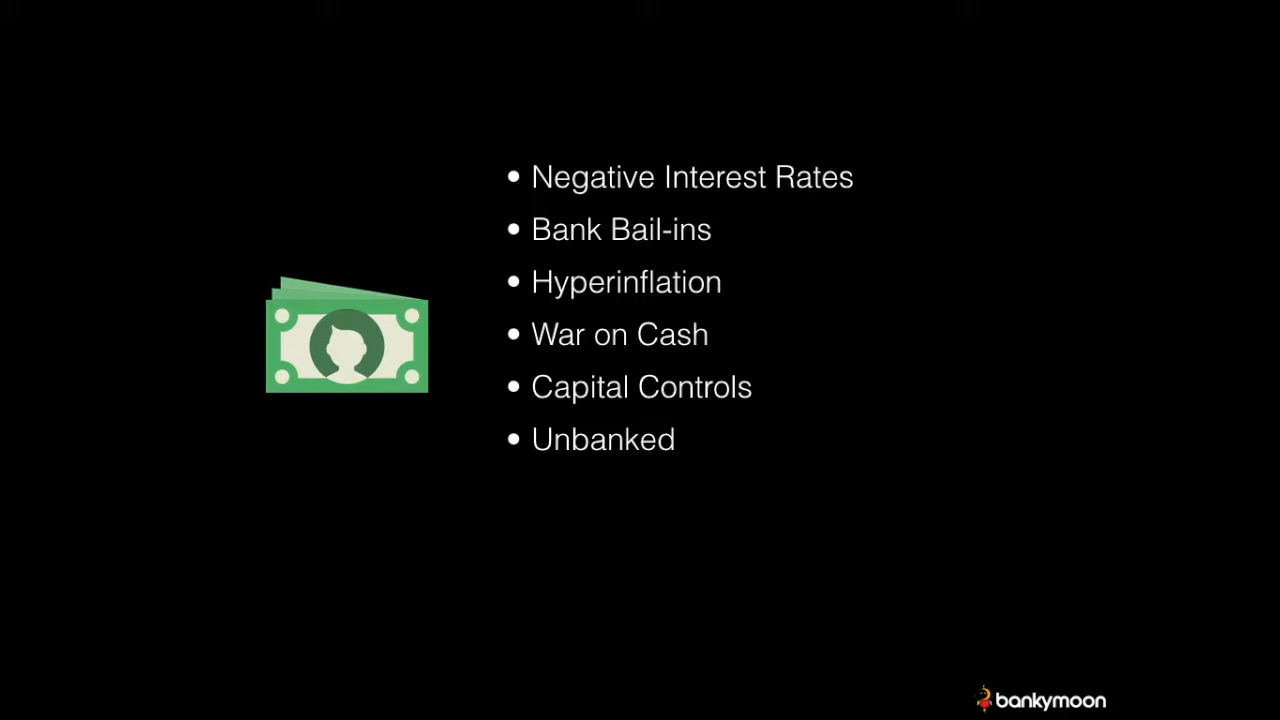 • Negative Interest Rates
• Bank Bail-ins
• Hyperinflation
• War on Cash
• Capital Controls
• Unbanked
bankymoon